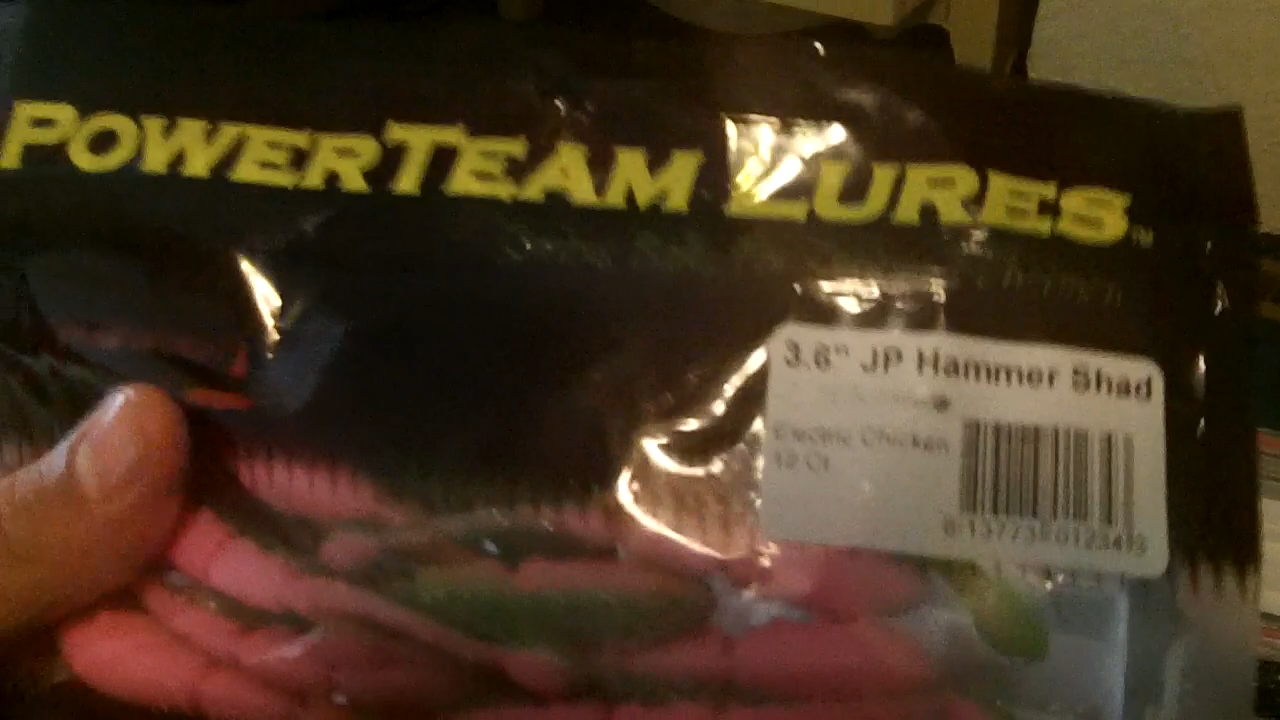 POWERTEAM LURES
3.6" JP Hammer Shad
Electric Chicken
12 Ct